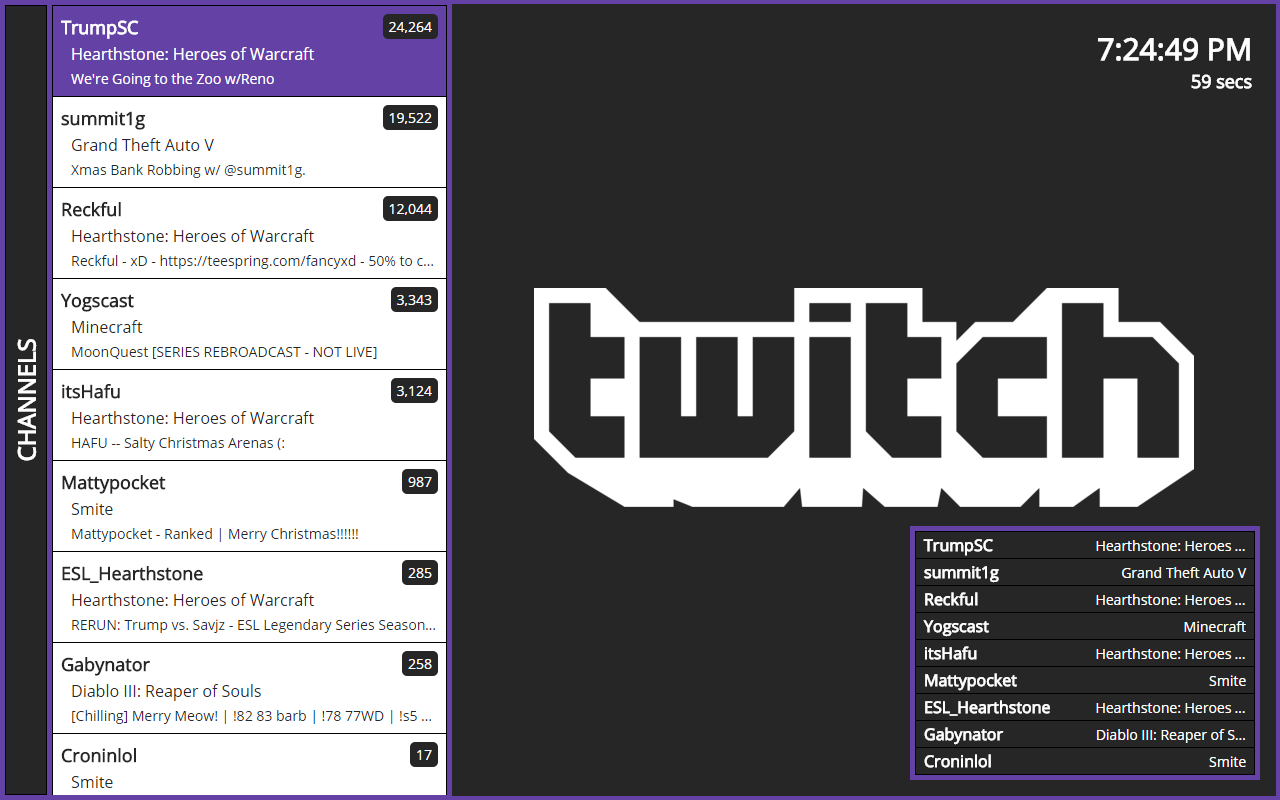 CHANNELS
TrumpSC 24,264
Hearthstone: Heroes of Warcraft
We're Going to the Zoo w/Reno
summit1g 19,522
Grand Theft Auto V
Xmas Bank Robbing w/ @summit1g.
Reckful 12,044
Hearthstone: Heroes of Warcraft
Reckful - xD - https://teespring.com/fancyxd - 50% to c...
Yogscast 3,343
Minecraft
MoonQuest [SERIES REBROADCAST - NOT LIVE]
itsHafu 3,124
Hearthstone: Heroes of Warcraft
HAFU -- Salty Christmas Arenas (:
Mattypocket 987
Smite
Mattypocket - Ranked | Merry Christmas!!!!!!
ESL_Hearthstone 285
Hearthstone: Heroes of Warcraft
RERUN: Trump vs. Savjz - ESL Legendary Series Season...
Gabynator 258
Diablo III: Reaper of Souls
[Chilling] Merry Meow! | !82 83 barb | !78 77WD | !s5 ...
Croninlol 17
Smite
7:24:49 PM
59 secs
twitch
TrumpSC Hearthstone: Heroes ...
summit1g Grand Theft Auto V
Reckful Hearthstone: Heroes ...
Yogscast Minecraft
itsHafu Hearthstone: Heroes ...
Mattypocket Smite
ESL_Hearthstone Hearthstone: Heroes ...
Gabynator Diablo III: Reaper of S...
Croninlol Smite